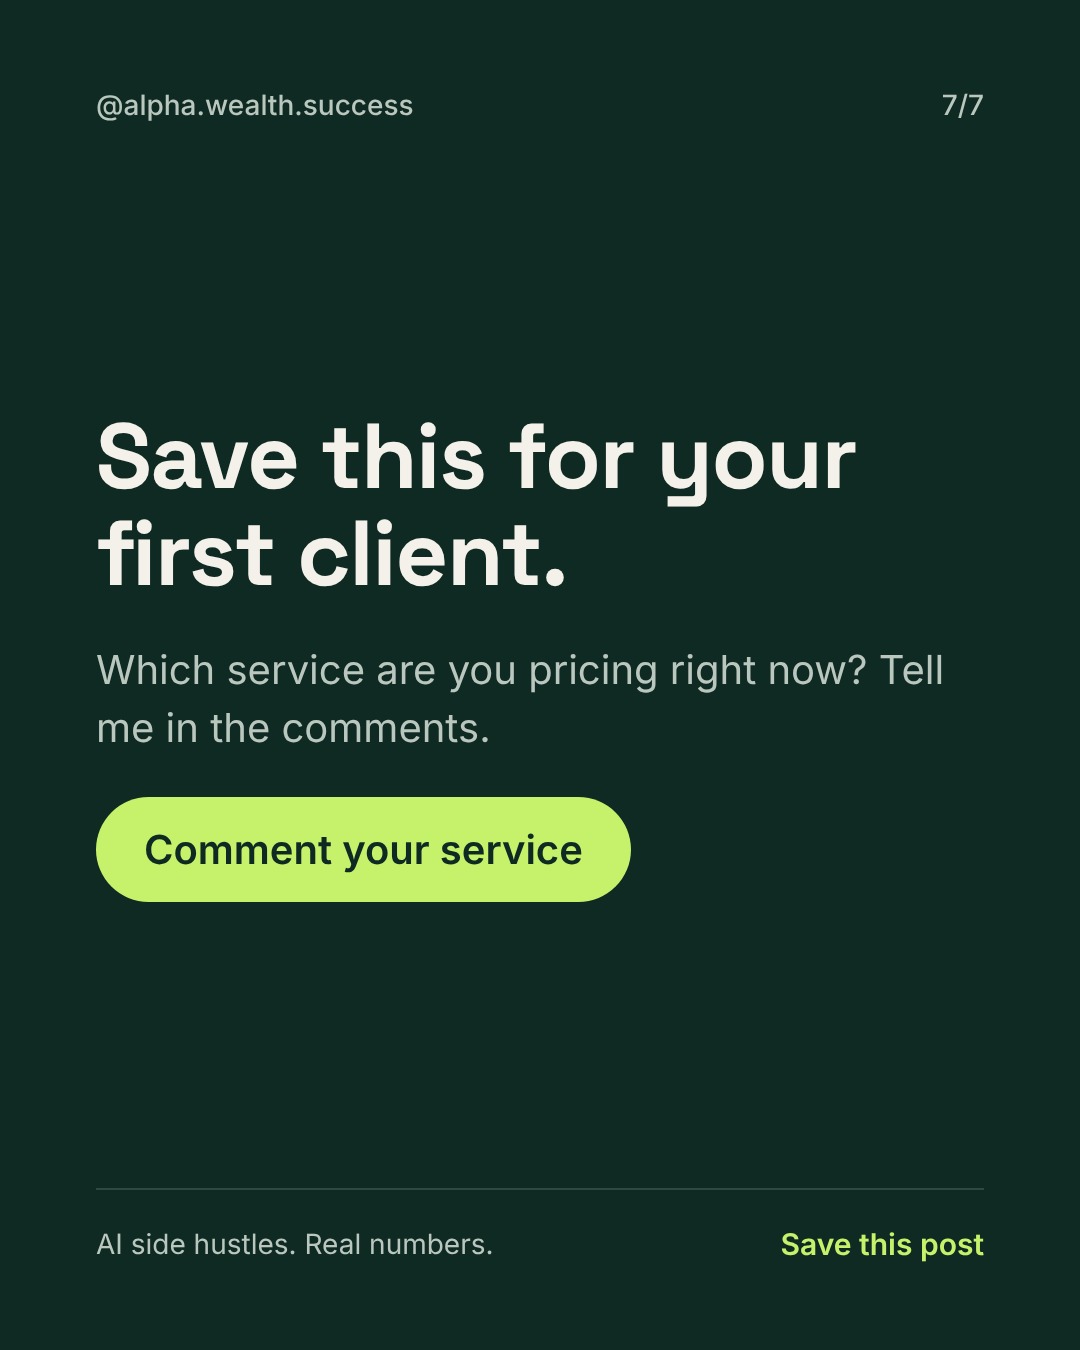 @alpha.wealth.success
7/7
Save this for your
first client.
Which service are you pricing right now? Tell
me in the comments.
Comment your service
AI side hustles. Real numbers.
Save this post